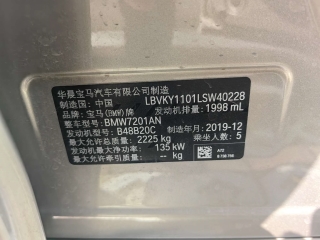 华晨宝马汽车有限公司制造
制造国：中国 LBVKY1101LSW40228
品牌：宝马(BMW)牌 发动机排量：1998 mL
整车型号：BMW7201AN
发动机型号：B48B20C 制造年月：2019-12
最大允许总质量：2225 kg 乘坐人数：5
发动机最大净功率：135 kW
最大允许牵引质量：-- kg